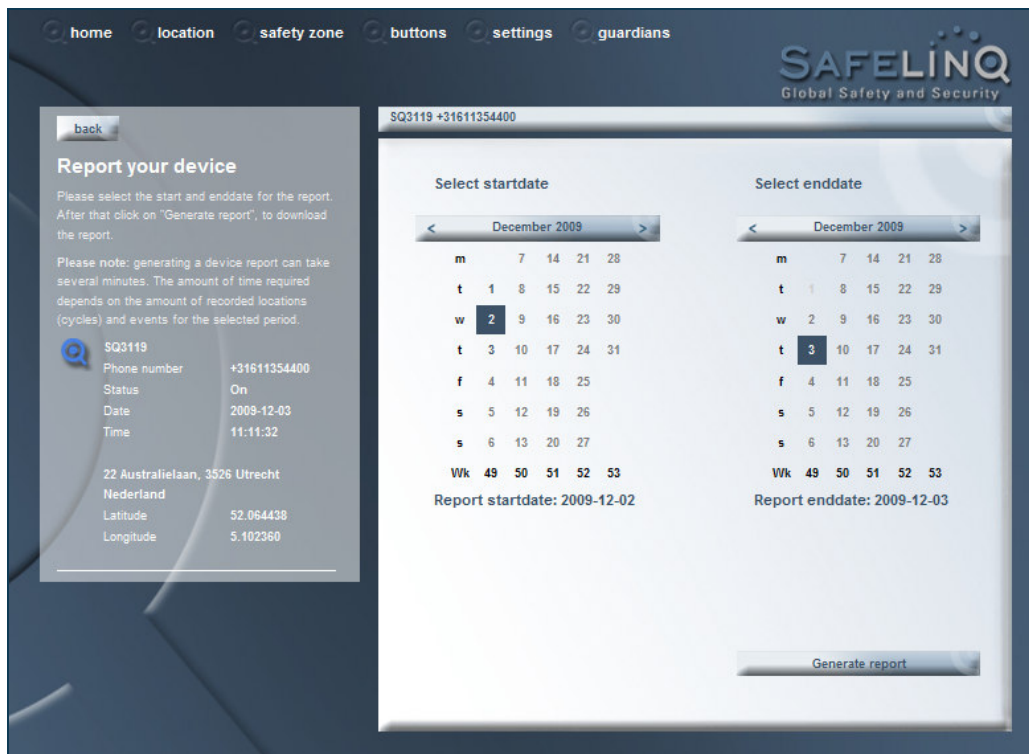 home location safety zone buttons settings guardians
SAFELINQ
Global Safety and Security
back
Report your device
Please select the start and enddate for the report.
After that click on "Generate report", to download
the report.
Please note: generating a device report can take
several minutes. The amount of time required
depends on the amount of recorded locations
(cycles) and events for the selected period.
SQ3119
Phone number +31611354400
Status On
Date 2009-12-03
Time 11:11:32
22 Australielaan, 3526 Utrecht
Nederland
Latitude 52.064438
Longitude 5.102360
SQ3119 +31611354400
Select startdate
< December 2009 >
m 7 14 21 28
t 1 8 15 22 29
w 2 9 16 23 30
t 3 10 17 24 31
f 4 11 18 25
s 5 12 19 26
s 6 13 20 27
Wk 49 50 51 52 53
Report startdate: 2009-12-02
Select enddate
< December 2009 >
m 7 14 21 28
t 1 8 15 22 29
w 2 9 16 23 30
t 3 10 17 24 31
f 4 11 18 25
s 5 12 19 26
s 6 13 20 27
Wk 49 50 51 52 53
Report enddate: 2009-12-03
Generate report